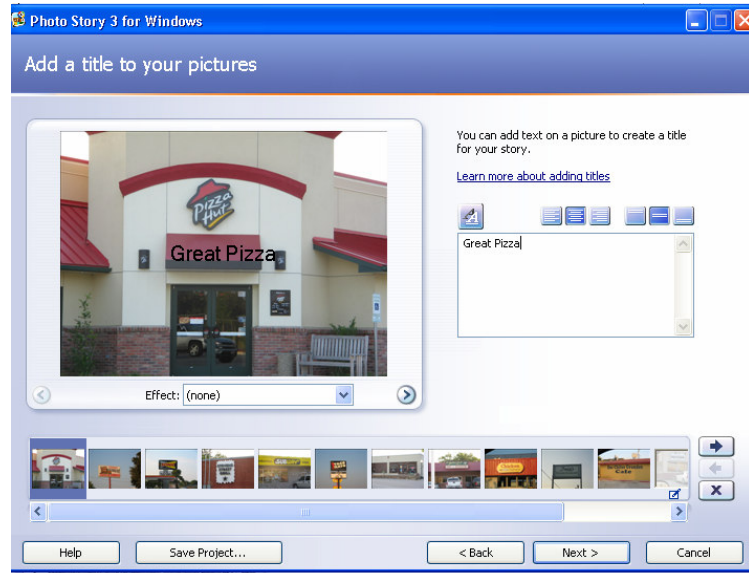 Photo Story 3 for Windows
Add a title to your pictures
You can add text on a picture to create a title
for your story.
Learn more about adding titles
Great Pizza
Pizza
Hut
Great Pizza
Effect: (none)
Cafe
Help
Save Project...
< Back
Next >
Cancel